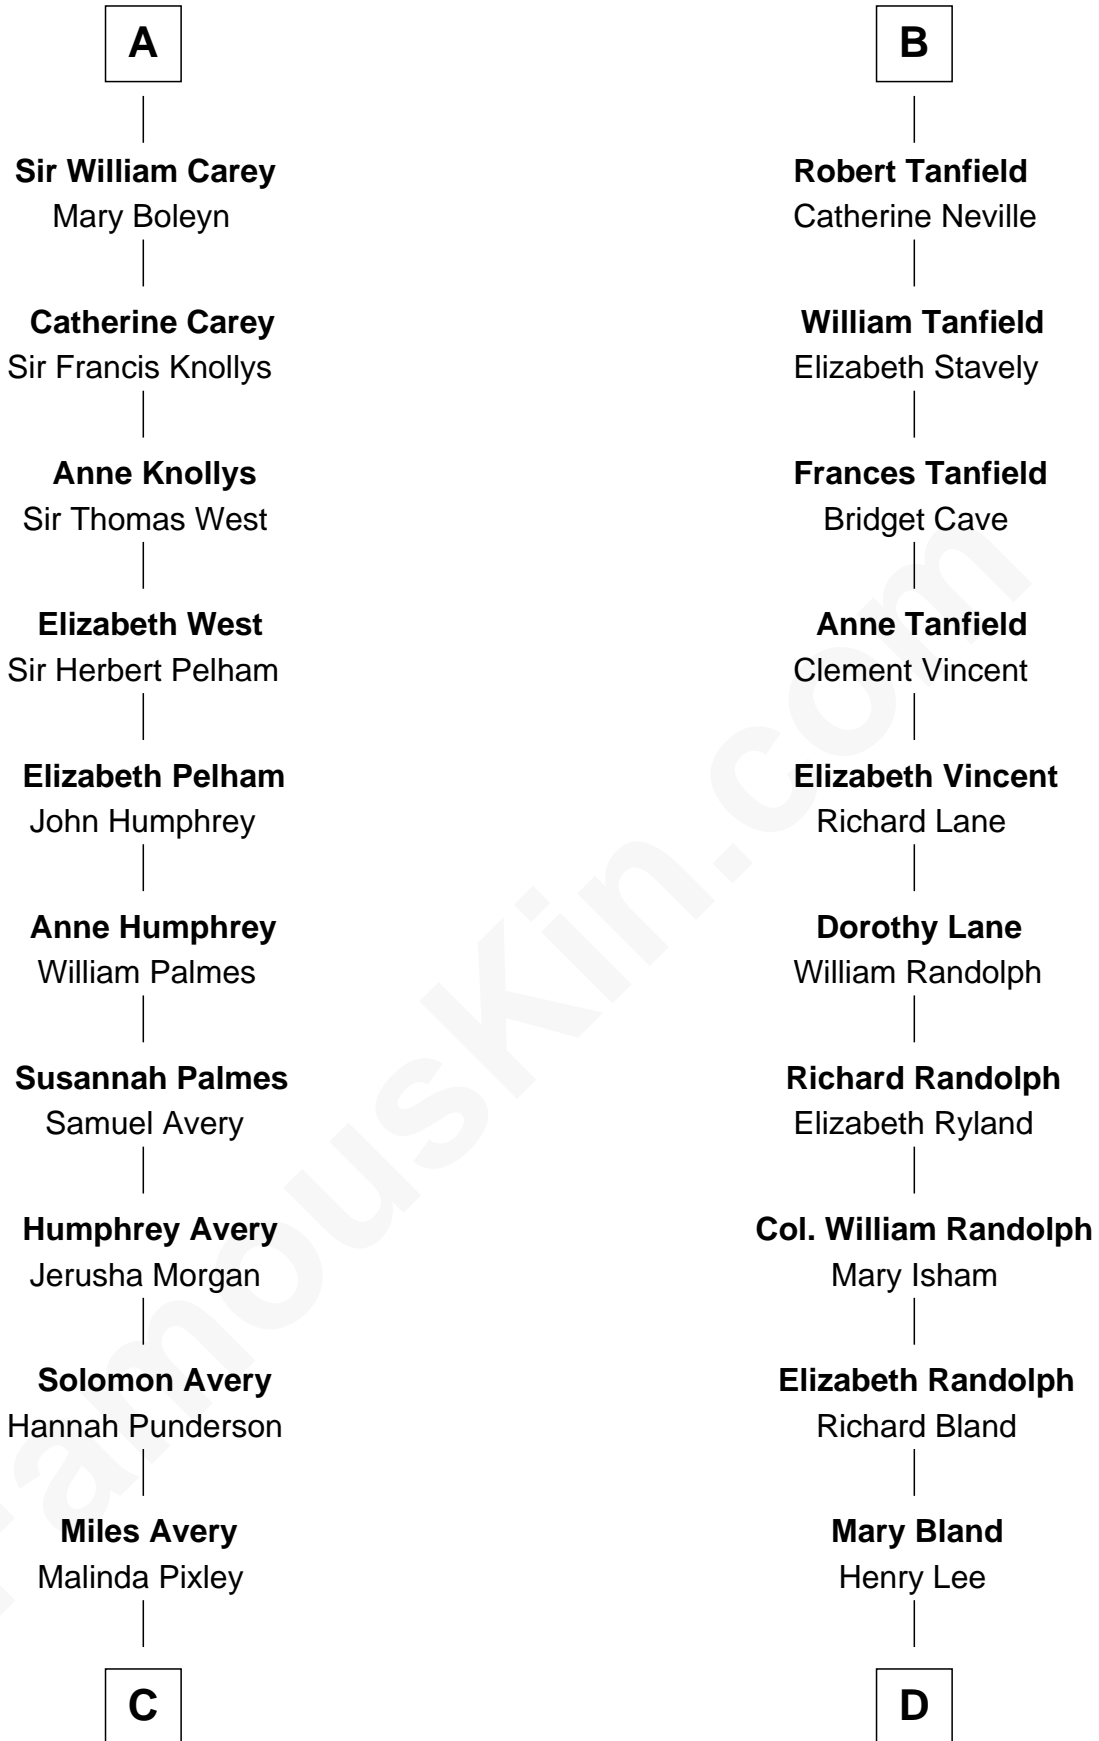 A
Sir William Carey
Mary Boleyn
Catherine Carey
Sir Francis Knollys
Anne Knollys
Sir Thomas West
Elizabeth West
Sir Herbert Pelham
Elizabeth Pelham
John Humphrey
Anne Humphrey
William Palmes
Susannah Palmes
Samuel Avery
Humphrey Avery
Jerusha Morgan
Solomon Avery
Hannah Punderson
Miles Avery
Malinda Pixley
C
B
Robert Tanfield
Catherine Neville
William Tanfield
Elizabeth Stavely
Frances Tanfield
Bridget Cave
Anne Tanfield
Clement Vincent
Elizabeth Vincent
Richard Lane
Dorothy Lane
William Randolph
Richard Randolph
Elizabeth Ryland
Col. William Randolph
Mary Isham
Elizabeth Randolph
Richard Bland
Mary Bland
Henry Lee
D
FamousKin.com